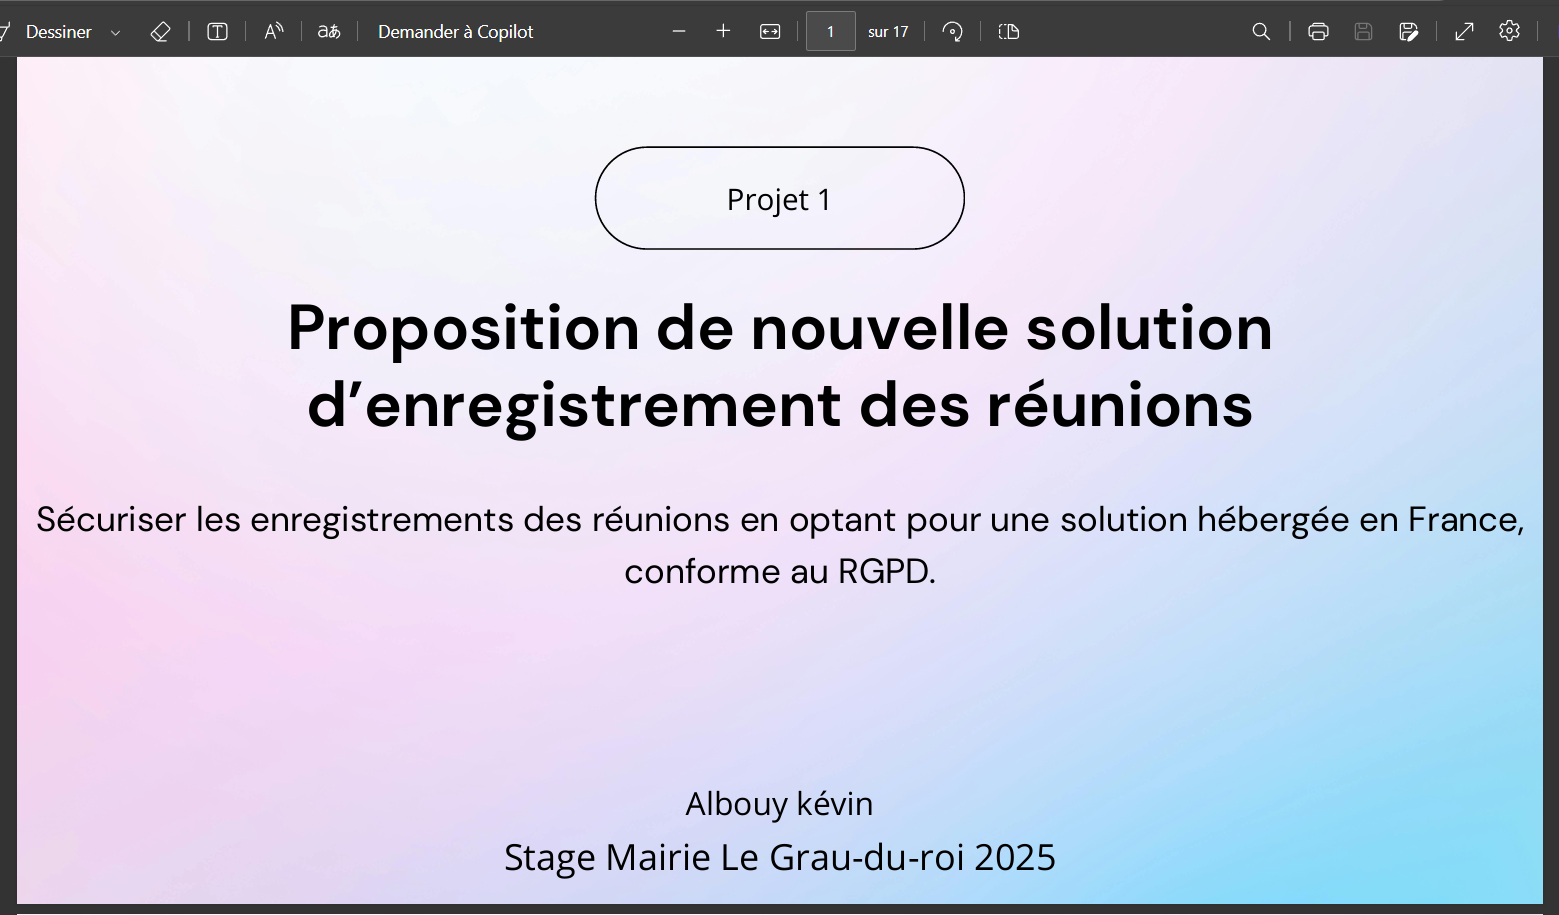 Dessiner
Demander à Copilot
1
sur 17
Projet 1
Proposition de nouvelle solution
d’enregistrement des réunions
Sécuriser les enregistrements des réunions en optant pour une solution hébergée en France,
conforme au RGPD.
Albouy kévin
Stage Mairie Le Grau-du-roi 2025